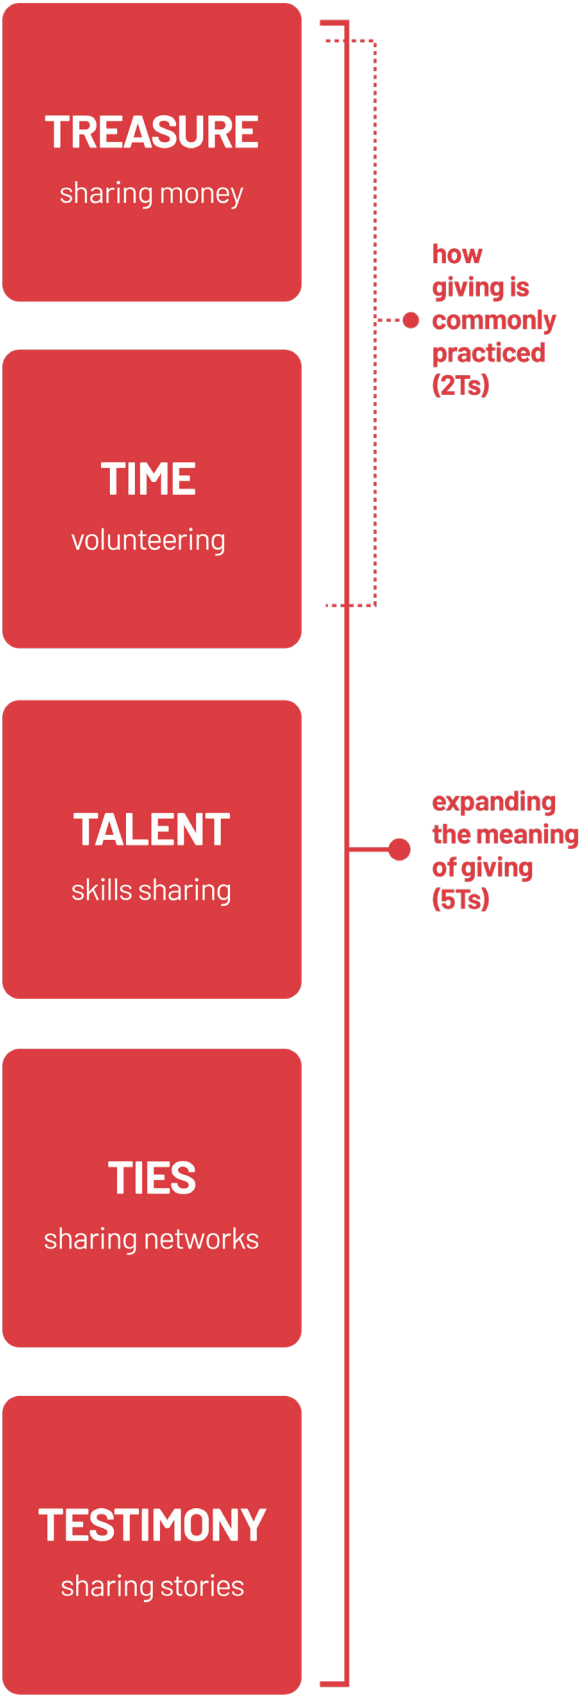 TREASURE
sharing money
how
giving is
commonly
practiced
(2Ts)
TIME
volunteering
TALENT
skills sharing
expanding
the meaning
of giving
(5Ts)
TIES
sharing networks
TESTIMONY
sharing stories